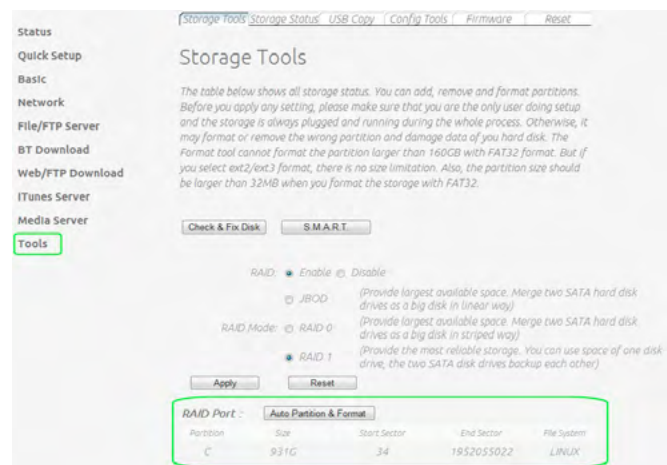 Storage Tools Storage Status USB Copy Config Tools Firmware Reset
Status
Quick Setup
Basic
Network
File/FTP Server
BT Download
Web/FTP Download
ITunes Server
Media Server
Tools
Storage Tools
The table below shows all storage status. You can add, remove and format partitions.
Before you apply any setting, please make sure that you are the only user doing setup
and the storage is always plugged and running during the whole process. Otherwise, it
may format or remove the wrong partition and damage data of you hard disk. The
Format tool cannot format the partition larger than 160GB with FAT32 format. But if
you select ext2/ext3 format, there is no size limitation. Also, the partition size should
be larger than 32MB when you format the storage with FAT32.
Check & Fix Disk S.M.A.R.T.
RAID: Enable Disable
JBOD (Provide largest available space. Merge two SATA hard disk
drives as a big disk in linear way)
RAID Mode: RAID 0 (Provide largest available space. Merge two SATA hard disk
drives as a big disk in striped way)
RAID 1 (Provide the most reliable storage. You can use space of one disk
drive, the two SATA disk drives backup each other)
Apply Reset
RAID Port : Auto Partition & Format
Partition Size Start Sector End Sector File System
C 931G 34 1952055022 LINUX